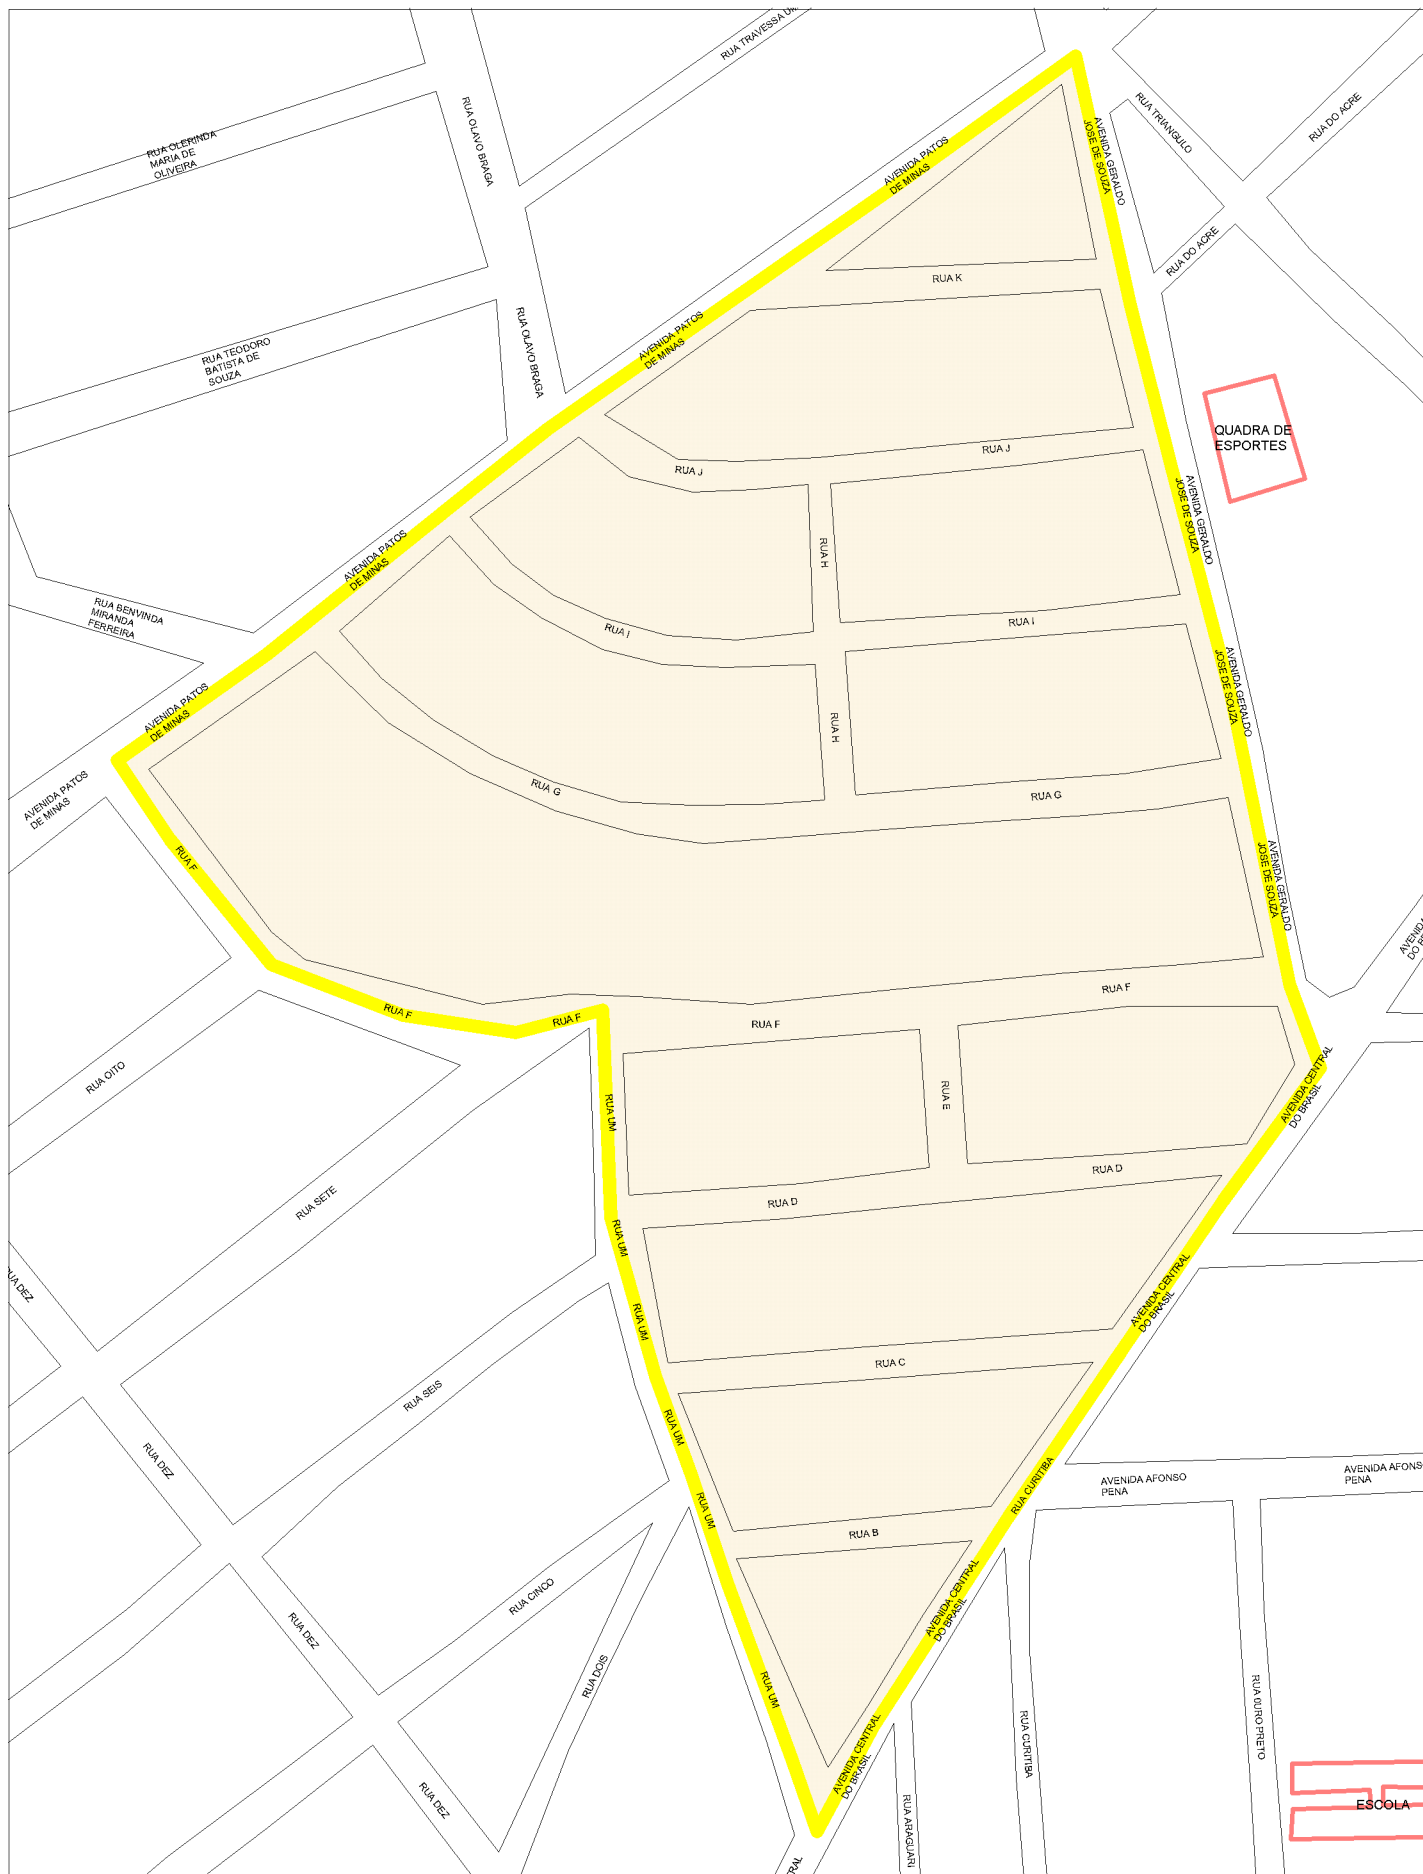 RUA TRAVESSA
RUA OLAVO BRAGA
RUA OLERINDA
MARIA DE
OLIVEIRA
RUA TRIANGULO
RUA DO ACRE
AVENIDA GERALDO
JOSE DE SOUZA
AVENIDA PATOS
DE MINAS
RUA DO ACRE
RUA K
RUA OLAVO BRAGA
AVENIDA PATOS
DE MINAS
RUA TEODORO
BATISTA DE
SOUZA
QUADRA DE
ESPORTES
RUA J
RUA J
AVENIDA GERALDO
JOSE DE SOUZA
AVENIDA PATOS
DE MINAS
RUA H
RUA BENVINDA
MIRANDA
FERREIRA
RUA I
RUA I
AVENIDA GERALDO
JOSE DE SOUZA
AVENIDA PATOS
DE MINAS
RUA H
AVENIDA PATOS
DE MINAS
RUA G
RUA G
RUA F
AVENIDA GERALDO
JOSE DE SOUZA
AVENIDA
RUA F
RUA F
RUA F
RUA F
RUA OITO
RUA UM
RUA E
AVENIDA CENTRAL
DO BRASIL
RUA D
RUA D
RUA SETE
RUA UM
RUA DEZ
AVENIDA CENTRAL
DO BRASIL
RUA UM
RUA C
RUA SEIS
RUA UM
RUA DEZ
RUA CURITIBA
AVENIDA AFONSO
PENA
AVENIDA AFONS
PENA
RUA UM
RUA B
RUA CINCO
AVENIDA CENTRAL
DO BRASIL
RUA DEZ
RUA DOIS
RUA UM
RUA OURO PRETO
RUA CURITIBA
AVENIDA CENTRAL
DO BRASIL
RUA DEZ
RUA ARAGUARI
ESCOLA
TRAL